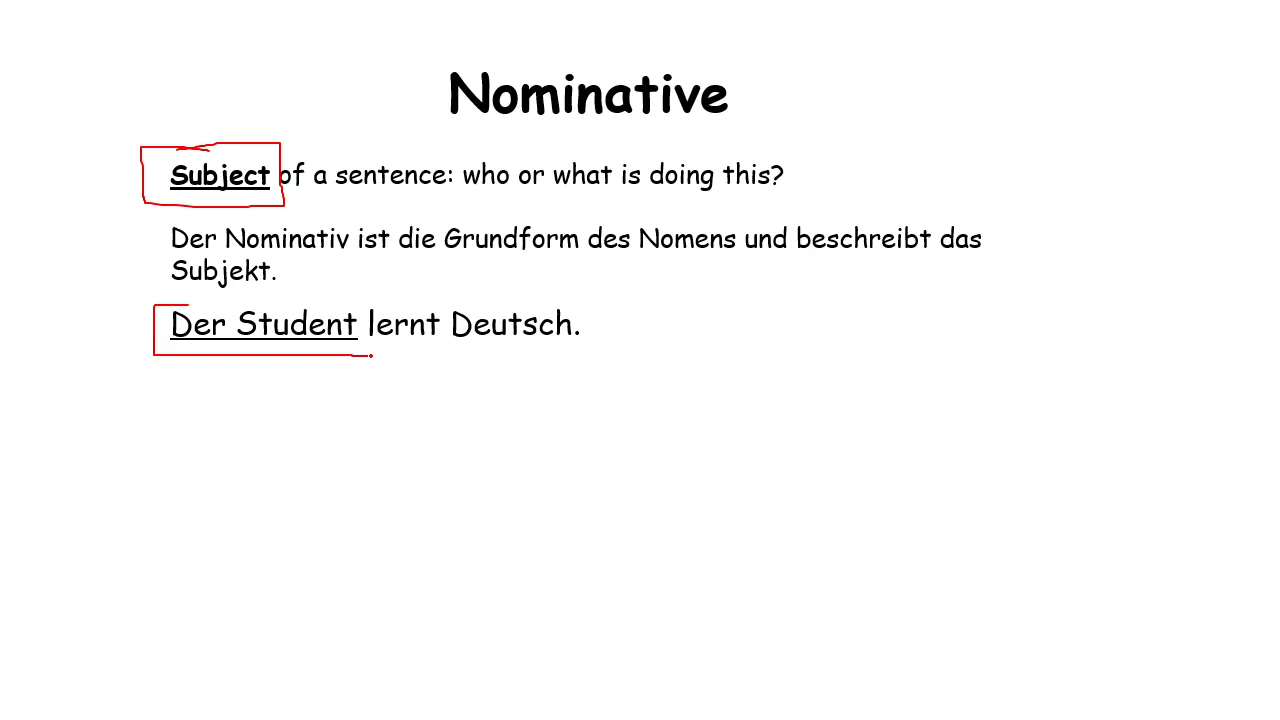 Nominative
Subject of a sentence: who or what is doing this?
Der Nominativ ist die Grundform des Nomens und beschreibt das
Subjekt.
Der Student lernt Deutsch.